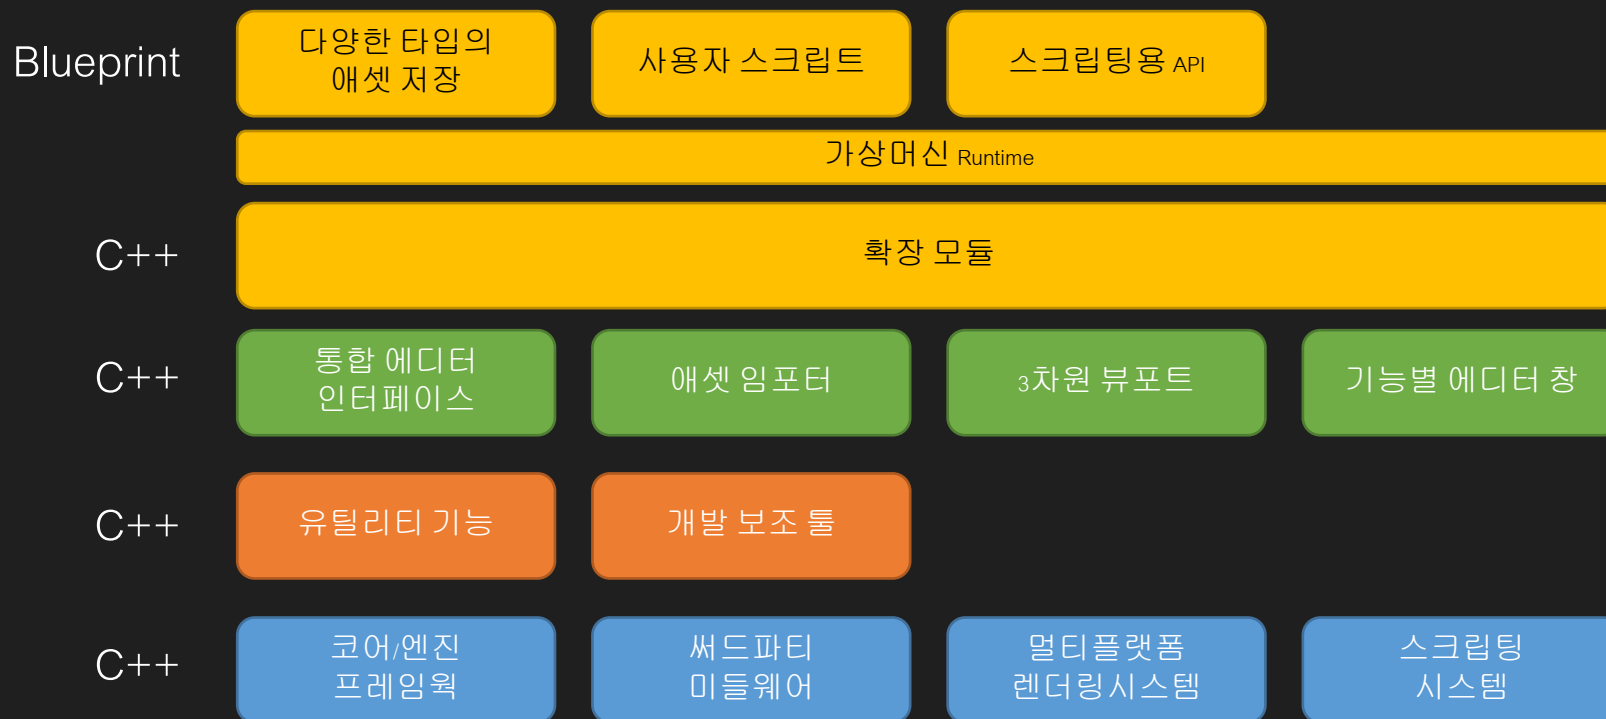 Blueprint
다양한 타입의
애셋 저장
사용자 스크립트
스크립팅용 API
가상머신 Runtime
C++
확장 모듈
C++
통합 에디터
인터페이스
애셋 임포터
3차원 뷰포트
기능별 에디터 창
C++
유틸리티 기능
개발 보조 툴
C++
코어/엔진
프레임웍
써드파티
미들웨어
멀티플랫폼
렌더링시스템
스크립팅
시스템